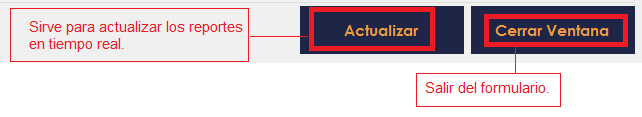 Sirve para actualizar los reportes
en tiempo real.
Actualizar
Cerrar Ventana
Salir del formulario.